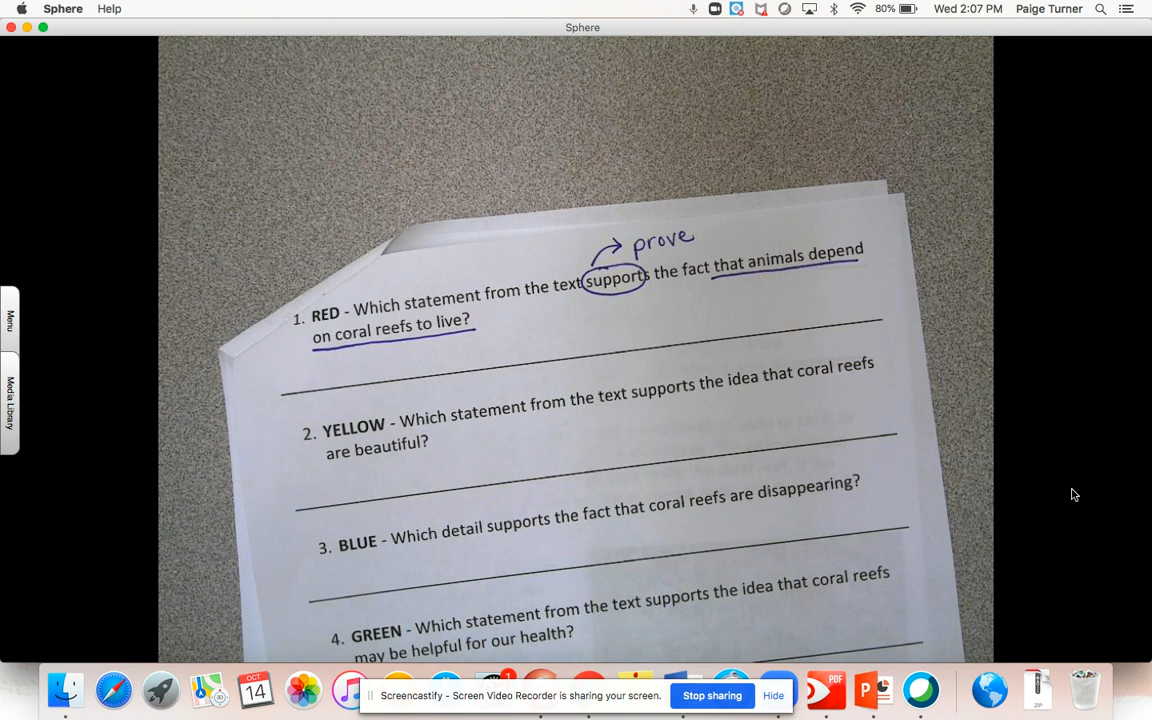 Sphere Help 80% Wed 2:07 PM Paige Turner
Sphere
Menu
Media Library
prove
1. RED - Which statement from the text supports the fact that animals depend
on coral reefs to live?
2. YELLOW - Which statement from the text supports the idea that coral reefs
are beautiful?
3. BLUE - Which detail supports the fact that coral reefs are disappearing?
4. GREEN - Which statement from the text supports the idea that coral reefs
may be helpful for our health?
OCT
14
3D
1
PDF
P
ZIP
Screencastify - Screen Video Recorder is sharing your screen. Stop sharing Hide